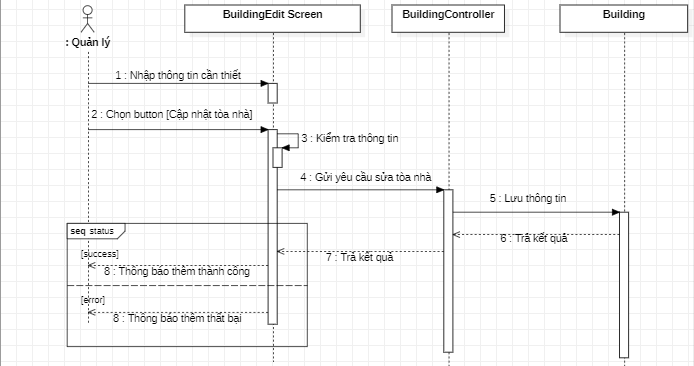 BuildingEdit Screen
BuildingController
Building
: Quản lý
1 : Nhập thông tin cần thiết
2 : Chọn button [Cập nhật tòa nhà]
3 : Kiểm tra thông tin
4 : Gửi yêu cầu sửa tòa nhà
5 : Lưu thông tin
6 : Trả kết quả
7 : Trả kết quả
seq status
[success]
8 : Thông báo thêm thành công
[error]
8 : Thông báo thêm thất bại